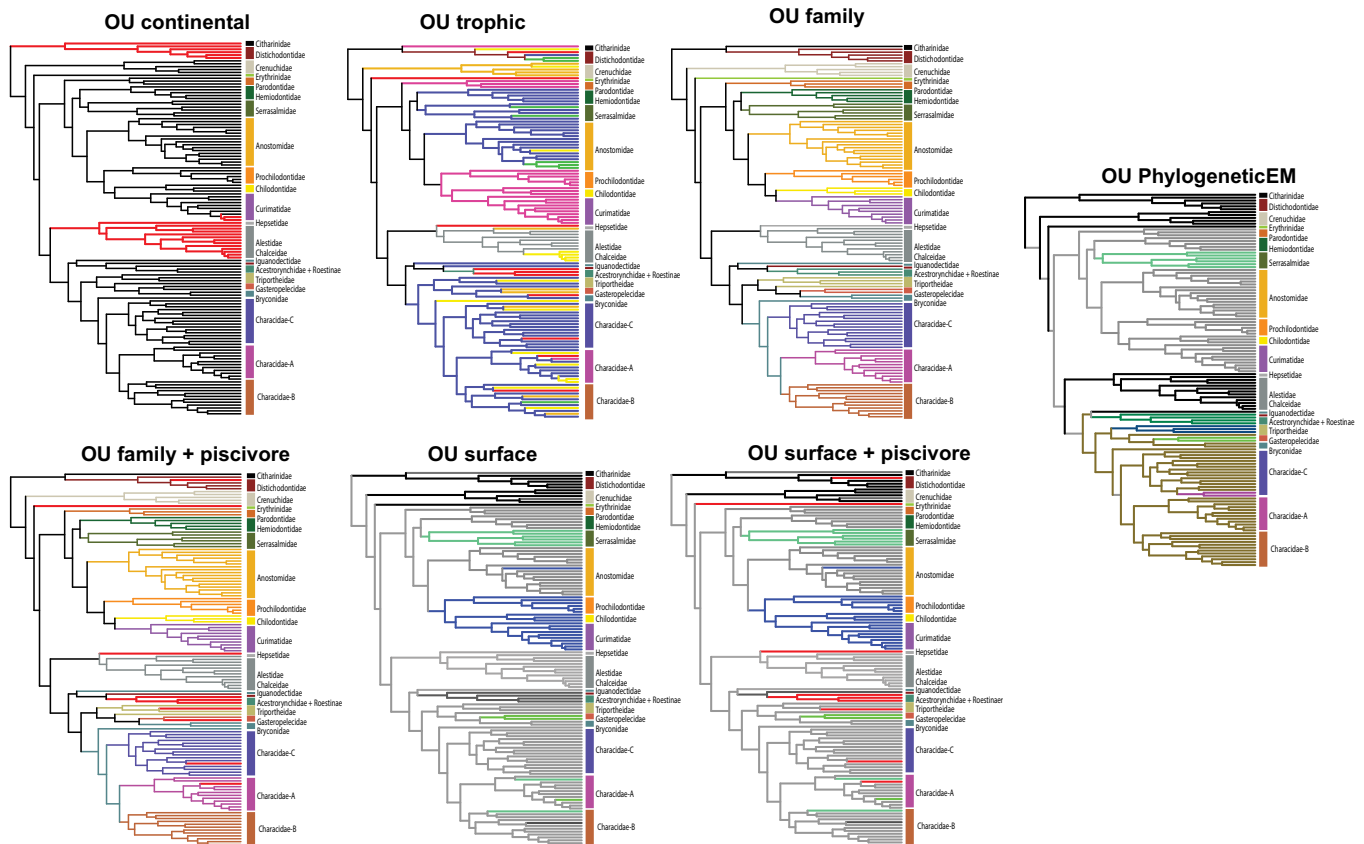 OU continental
Citharinidae
Distichodontidae
Crenuchidae
Erythrinidae
Parodontidae
Hemiodontidae
Serrasalmidae
Anostomidae
Prochilodontidae
Chilodontidae
Curimatidae
Hepsetidae
Alestidae
Chalceidae
Iguanodectidae
Acestrorynchidae + Roestinae
Triportheidae
Gasteropelecidae
Bryconidae
Characidae-C
Characidae-A
Characidae-B
OU trophic
Citharinidae
Distichodontidae
Crenuchidae
Erythrinidae
Parodontidae
Hemiodontidae
Serrasalmidae
Anostomidae
Prochilodontidae
Chilodontidae
Curimatidae
Hepsetidae
Alestidae
Chalceidae
Iguanodectidae
Acestrorynchidae + Roestinae
Triportheidae
Gasteropelecidae
Bryconidae
Characidae-C
Characidae-A
Characidae-B
OU family
Citharinidae
Distichodontidae
Crenuchidae
Erythrinidae
Parodontidae
Hemiodontidae
Serrasalmidae
Anostomidae
Prochilodontidae
Chilodontidae
Curimatidae
Hepsetidae
Alestidae
Chalceidae
Iguanodectidae
Acestrorynchidae + Roestinae
Triportheidae
Gasteropelecidae
Bryconidae
Characidae-C
Characidae-A
Characidae-B
OU PhylogeneticEM
Citharinidae
Distichodontidae
Crenuchidae
Erythrinidae
Parodontidae
Hemiodontidae
Serrasalmidae
Anostomidae
Prochilodontidae
Chilodontidae
Curimatidae
Hepsetidae
Alestidae
Chalceidae
Iguanodectidae
Acestrorynchidae + Roestinae
Triportheidae
Gasteropelecidae
Bryconidae
Characidae-C
Characidae-A
Characidae-B
OU family + piscivore
Citharinidae
Distichodontidae
Crenuchidae
Erythrinidae
Parodontidae
Hemiodontidae
Serrasalmidae
Anostomidae
Prochilodontidae
Chilodontidae
Curimatidae
Hepsetidae
Alestidae
Chalceidae
Iguanodectidae
Acestrorynchidae + Roestinae
Triportheidae
Gasteropelecidae
Bryconidae
Characidae-C
Characidae-A
Characidae-B
OU surface
Citharinidae
Distichodontidae
Crenuchidae
Erythrinidae
Parodontidae
Hemiodontidae
Serrasalmidae
Anostomidae
Prochilodontidae
Chilodontidae
Curimatidae
Hepsetidae
Alestidae
Chalceidae
Iguanodectidae
Acestrorynchidae + Roestinae
Triportheidae
Gasteropelecidae
Bryconidae
Characidae-C
Characidae-A
Characidae-B
OU surface + piscivore
Citharinidae
Distichodontidae
Crenuchidae
Erythrinidae
Parodontidae
Hemiodontidae
Serrasalmidae
Anostomidae
Prochilodontidae
Chilodontidae
Curimatidae
Hepsetidae
Alestidae
Chalceidae
Iguanodectidae
Acestrorynchidae + Roestinaer
Triportheidae
Gasteropelecidae
Bryconidae
Characidae-C
Characidae-A
Characidae-B